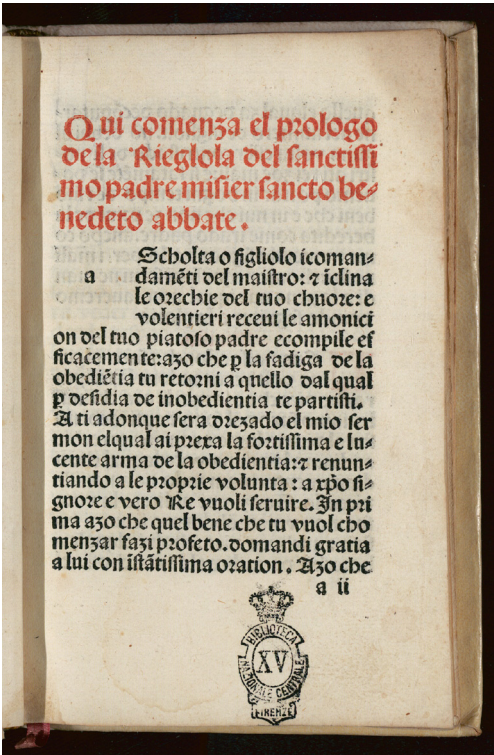 Qui comenza el prologo
de la Rieglola del sanctissi
mo padre misier sancto be-
nedeto abbate.
Scholta o figliolo icoman-
a damēti del maistro: ⁊ īclina
le orechie del tuo chuore: e
volentieri receui le amonici
on del tuo piatoso padre ecompile ef
ficacemente: azo che ꝑ la fadiga de la
obediētia tu retorni a quello dal qual
ꝑ desidia de inobedientia te partisti.
A ti adonque sera drezado el mio ser
mon elqual ai prexa la fortissima e lu-
cente arma de la obedientia: ⁊ renun-
tiando a le proprie volunta: a xp̄o si-
gnore e vero Re vuoli seruire. In pri
ma azo che quel bene che tu vuol cho
menzar fazi profeto. domandi gratia
a lui con īstātissima oration. Azo che
a ii
BIBLIOTECA
XV
NAZIONALE CENTRALE
FIRENZE